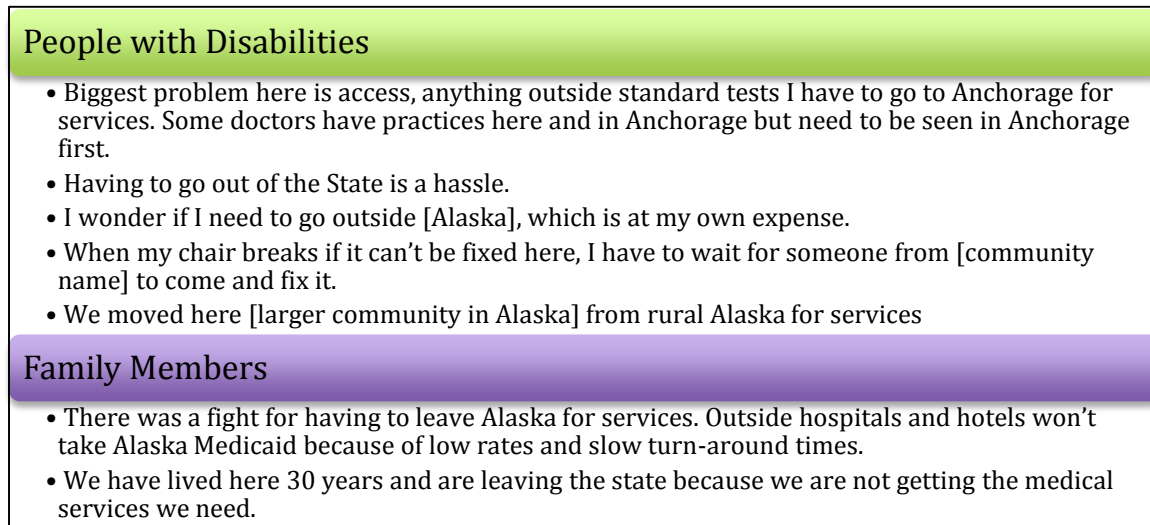 People with Disabilities
• Biggest problem here is access, anything outside standard tests I have to go to Anchorage for
services. Some doctors have practices here and in Anchorage but need to be seen in Anchorage
first.
• Having to go out of the State is a hassle.
• I wonder if I need to go outside [Alaska], which is at my own expense.
• When my chair breaks if it can’t be fixed here, I have to wait for someone from [community
name] to come and fix it.
• We moved here [larger community in Alaska] from rural Alaska for services
Family Members
• There was a fight for having to leave Alaska for services. Outside hospitals and hotels won’t
take Alaska Medicaid because of low rates and slow turn-around times.
• We have lived here 30 years and are leaving the state because we are not getting the medical
services we need.